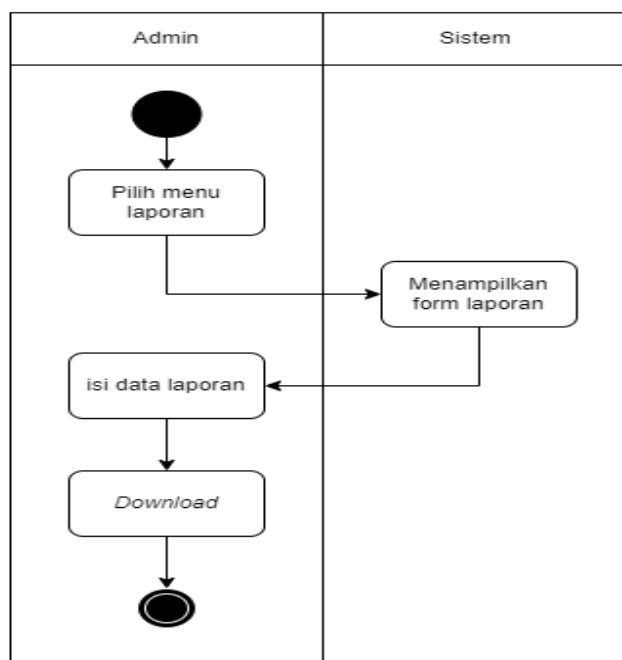 Admin
Sistem
Pilih menu
laporan
Menampilkan
form laporan
isi data laporan
Download